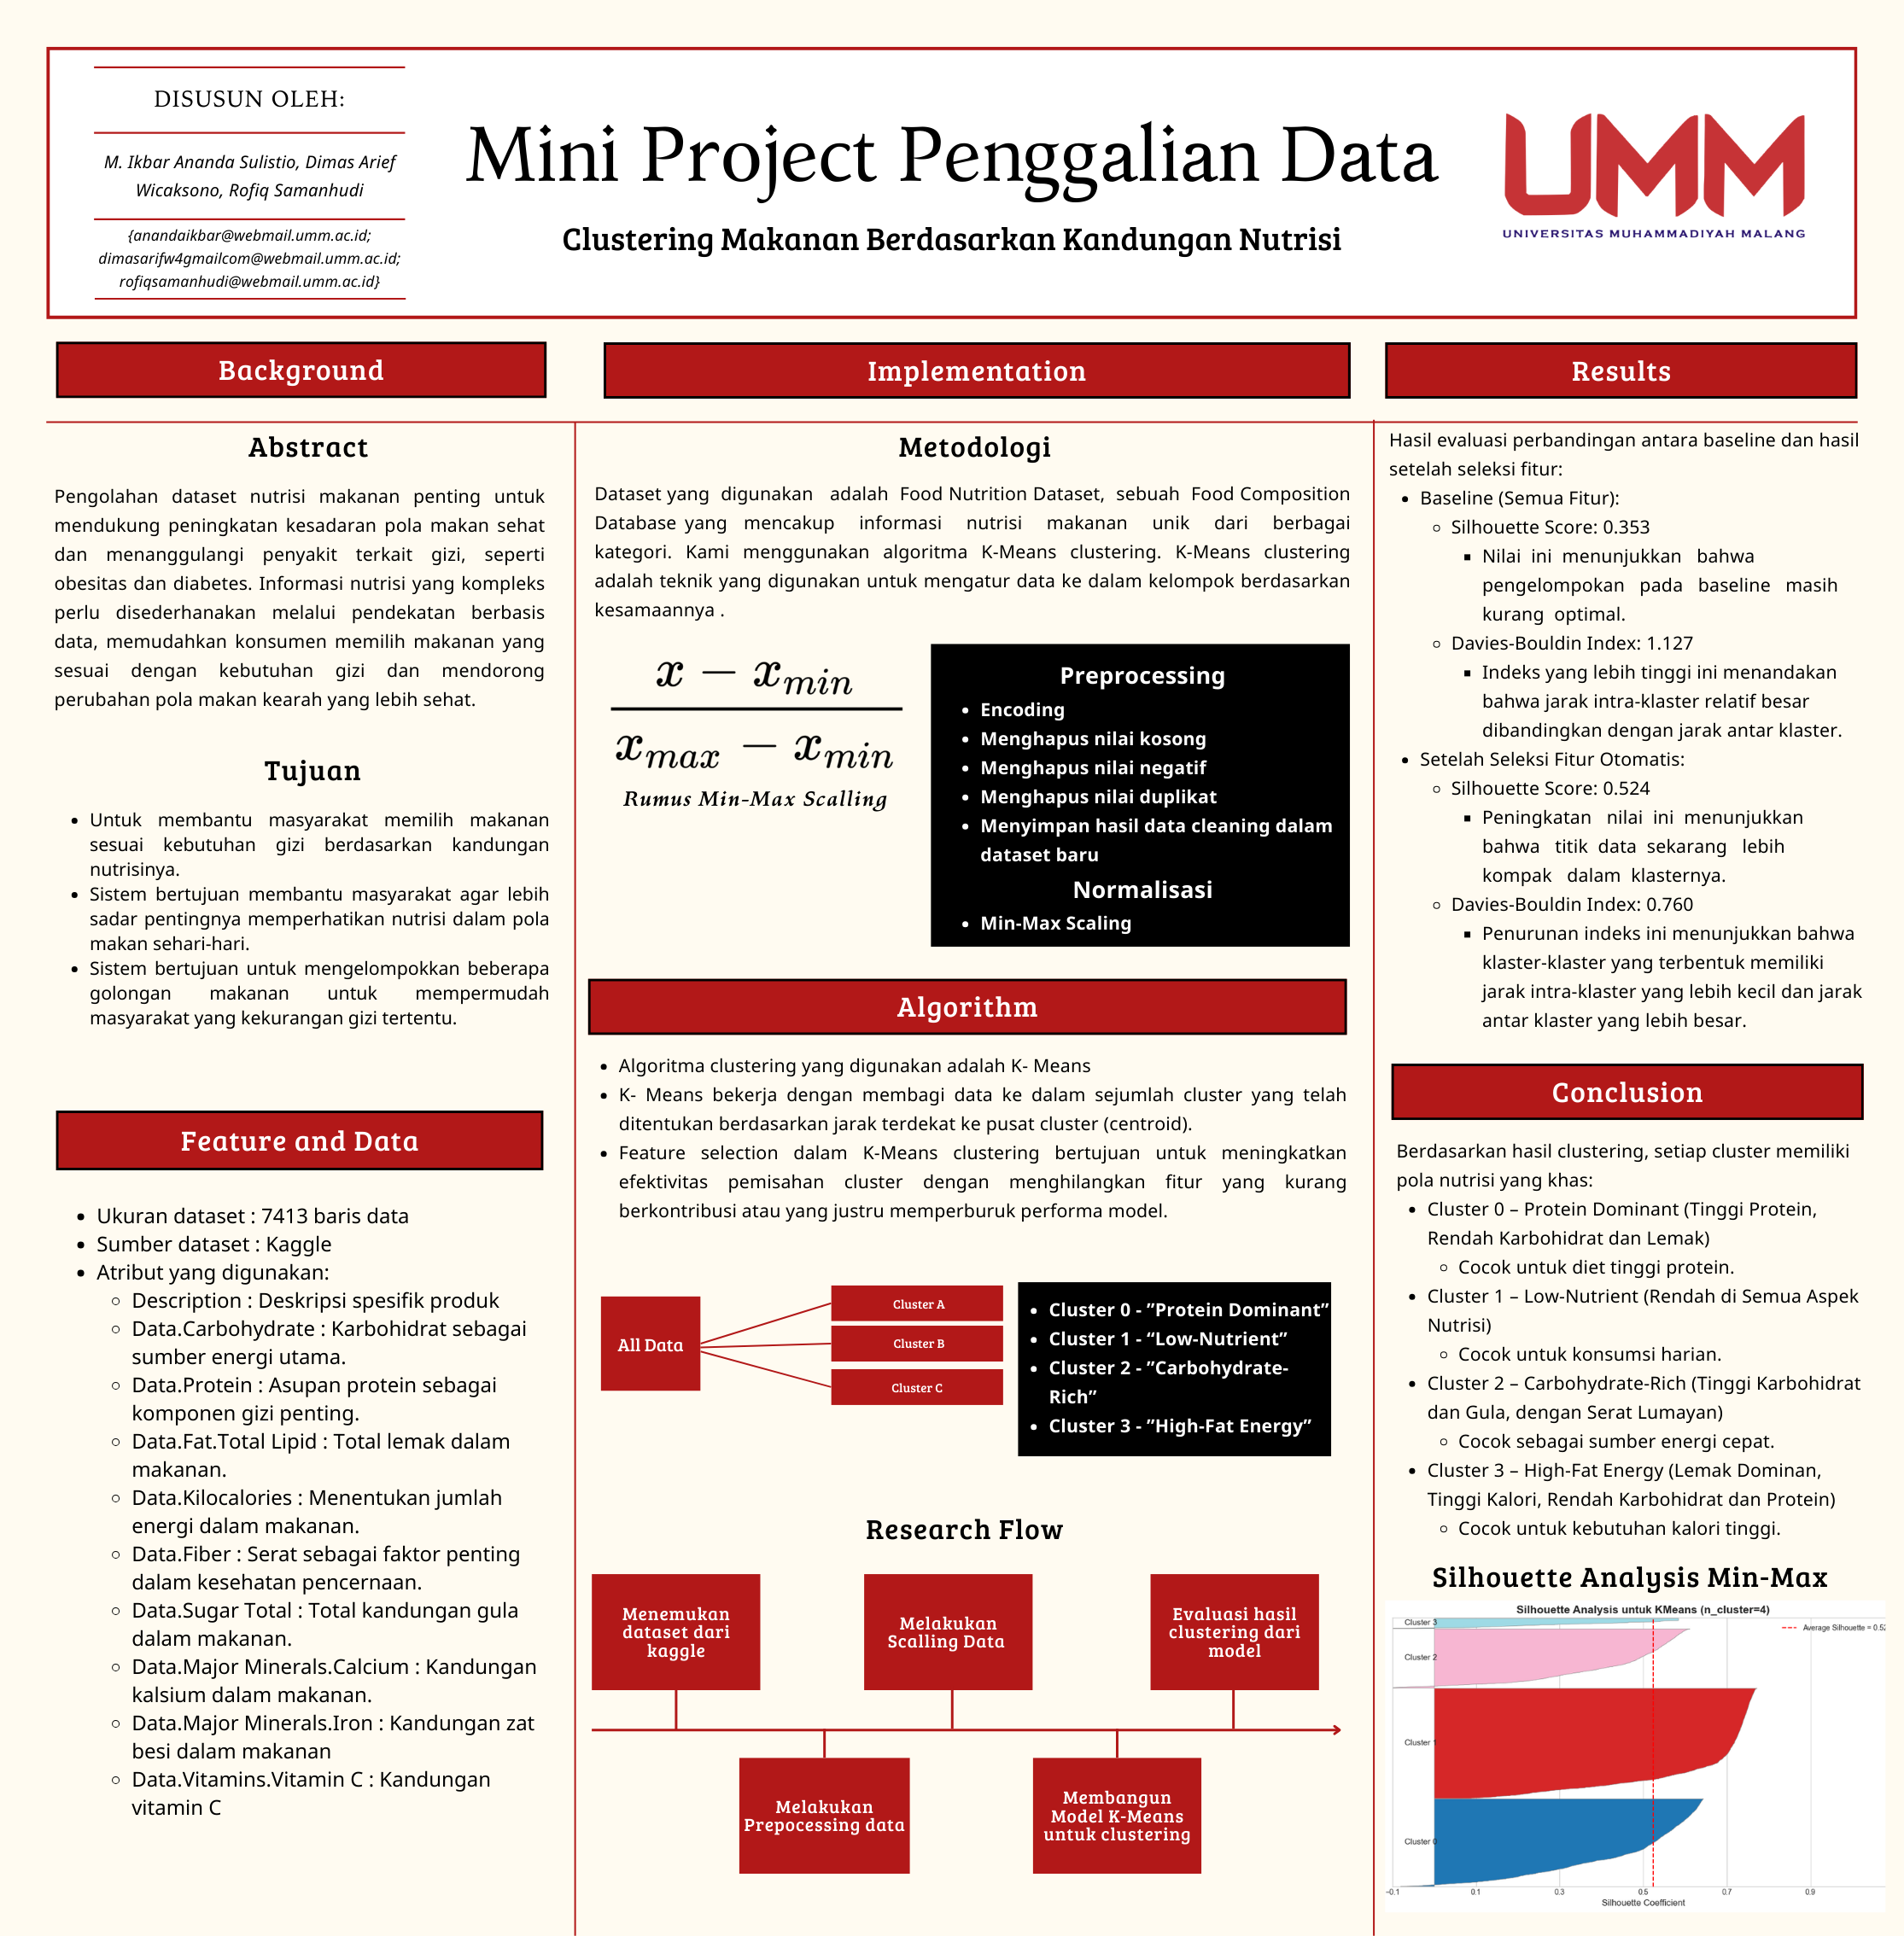 DISUSUN OLEH:
M. Ikbar Ananda Sulistio, Dimas Arief
Wicaksono, Rofiq Samanhudi
{anandaikbar@webmail.umm.ac.id;
dimasarifw4gmailcom@webmail.umm.ac.id;
rofiqsamanhudi@webmail.umm.ac.id}
Mini Project Penggalian Data
Clustering Makanan Berdasarkan Kandungan Nutrisi
UMM
UNIVERSITAS MUHAMMADIYAH MALANG
Background
Abstract
Pengolahan dataset nutrisi makanan penting untuk
mendukung peningkatan kesadaran pola makan sehat
dan menanggulangi penyakit terkait gizi, seperti
obesitas dan diabetes. Informasi nutrisi yang kompleks
perlu disederhanakan melalui pendekatan berbasis
data, memudahkan konsumen memilih makanan yang
sesuai dengan kebutuhan gizi dan mendorong
perubahan pola makan kearah yang lebih sehat.
Tujuan
• Untuk membantu masyarakat memilih makanan
sesuai kebutuhan gizi berdasarkan kandungan
nutrisinya.
• Sistem bertujuan membantu masyarakat agar lebih
sadar pentingnya memperhatikan nutrisi dalam pola
makan sehari-hari.
• Sistem bertujuan untuk mengelompokkan beberapa
golongan makanan untuk mempermudah
masyarakat yang kekurangan gizi tertentu.
Feature and Data
• Ukuran dataset : 7413 baris data
• Sumber dataset : Kaggle
• Atribut yang digunakan:
○ Description : Deskripsi spesifik produk
○ Data.Carbohydrate : Karbohidrat sebagai
sumber energi utama.
○ Data.Protein : Asupan protein sebagai
komponen gizi penting.
○ Data.Fat.Total Lipid : Total lemak dalam
makanan.
○ Data.Kilocalories : Menentukan jumlah
energi dalam makanan.
○ Data.Fiber : Serat sebagai faktor penting
dalam kesehatan pencernaan.
○ Data.Sugar Total : Total kandungan gula
dalam makanan.
○ Data.Major Minerals.Calcium : Kandungan
kalsium dalam makanan.
○ Data.Major Minerals.Iron : Kandungan zat
besi dalam makanan
○ Data.Vitamins.Vitamin C : Kandungan
vitamin C
Implementation
Metodologi
Dataset yang digunakan adalah Food Nutrition Dataset, sebuah Food Composition
Database yang mencakup informasi nutrisi makanan unik dari berbagai
kategori. Kami menggunakan algoritma K-Means clustering. K-Means clustering
adalah teknik yang digunakan untuk mengatur data ke dalam kelompok berdasarkan
kesamaannya .
x − xmin
xmax − xmin
Rumus Min-Max Scalling
Preprocessing
• Encoding
• Menghapus nilai kosong
• Menghapus nilai negatif
• Menghapus nilai duplikat
• Menyimpan hasil data cleaning dalam
dataset baru
Normalisasi
• Min-Max Scaling
Algorithm
• Algoritma clustering yang digunakan adalah K- Means
• K- Means bekerja dengan membagi data ke dalam sejumlah cluster yang telah
ditentukan berdasarkan jarak terdekat ke pusat cluster (centroid).
• Feature selection dalam K-Means clustering bertujuan untuk meningkatkan
efektivitas pemisahan cluster dengan menghilangkan fitur yang kurang
berkontribusi atau yang justru memperburuk performa model.
All Data
Cluster A
Cluster B
Cluster C
• Cluster 0 - ”Protein Dominant”
• Cluster 1 - “Low-Nutrient”
• Cluster 2 - ”Carbohydrate-
Rich”
• Cluster 3 - ”High-Fat Energy”
Research Flow
Menemukan
dataset dari
kaggle
Melakukan
Prepocessing data
Melakukan
Scalling Data
Membangun
Model K-Means
untuk clustering
Evaluasi hasil
clustering dari
model
Results
Hasil evaluasi perbandingan antara baseline dan hasil
setelah seleksi fitur:
• Baseline (Semua Fitur):
○ Silhouette Score: 0.353
▪ Nilai ini menunjukkan bahwa
pengelompokan pada baseline masih
kurang optimal.
○ Davies-Bouldin Index: 1.127
▪ Indeks yang lebih tinggi ini menandakan
bahwa jarak intra-klaster relatif besar
dibandingkan dengan jarak antar klaster.
• Setelah Seleksi Fitur Otomatis:
○ Silhouette Score: 0.524
▪ Peningkatan nilai ini menunjukkan
bahwa titik data sekarang lebih
kompak dalam klasternya.
○ Davies-Bouldin Index: 0.760
▪ Penurunan indeks ini menunjukkan bahwa
klaster-klaster yang terbentuk memiliki
jarak intra-klaster yang lebih kecil dan jarak
antar klaster yang lebih besar.
Conclusion
Berdasarkan hasil clustering, setiap cluster memiliki
pola nutrisi yang khas:
• Cluster 0 – Protein Dominant (Tinggi Protein,
Rendah Karbohidrat dan Lemak)
○ Cocok untuk diet tinggi protein.
• Cluster 1 – Low-Nutrient (Rendah di Semua Aspek
Nutrisi)
○ Cocok untuk konsumsi harian.
• Cluster 2 – Carbohydrate-Rich (Tinggi Karbohidrat
dan Gula, dengan Serat Lumayan)
○ Cocok sebagai sumber energi cepat.
• Cluster 3 – High-Fat Energy (Lemak Dominan,
Tinggi Kalori, Rendah Karbohidrat dan Protein)
○ Cocok untuk kebutuhan kalori tinggi.
Silhouette Analysis Min-Max
Silhouette Analysis untuk KMeans (n_cluster=4)
Average Silhouette = 0.52
Cluster 3
Cluster 2
Cluster 1
Cluster 0
−0.1 0.1 0.3 0.5 0.7 0.9
Silhouette Coefficient